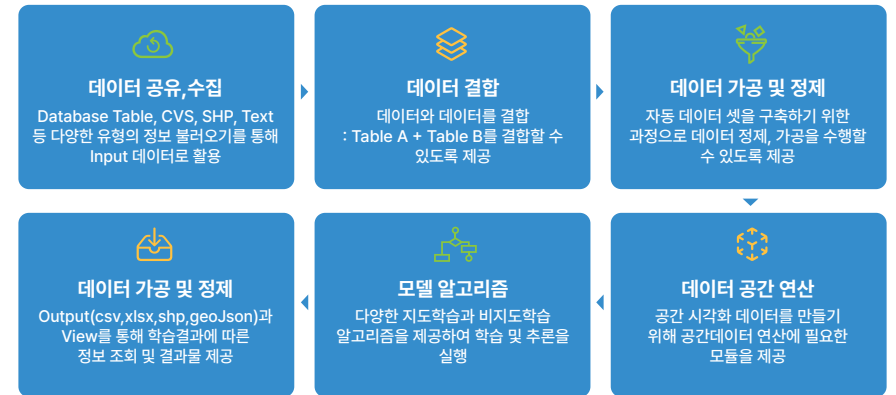 데이터 공유,수집
Database Table, CVS, SHP, Text
등 다양한 유형의 정보 불러오기를 통해
Input 데이터로 활용
데이터 결합
데이터와 데이터를 결합
: Table A + Table B를 결합할 수
있도록 제공
데이터 가공 및 정제
자동 데이터 셋을 구축하기 위한
과정으로 데이터 정제, 가공을 수행할
수 있도록 제공
데이터 가공 및 정제
Output(csv,xlsx,shp,geoJson)과
View를 통해 학습결과에 따른
정보 조회 및 결과물 제공
모델 알고리즘
다양한 지도학습과 비지도학습
알고리즘을 제공하여 학습 및 추론을
실행
데이터 공간 연산
공간 시각화 데이터를 만들기
위해 공간데이터 연산에 필요한
모듈을 제공